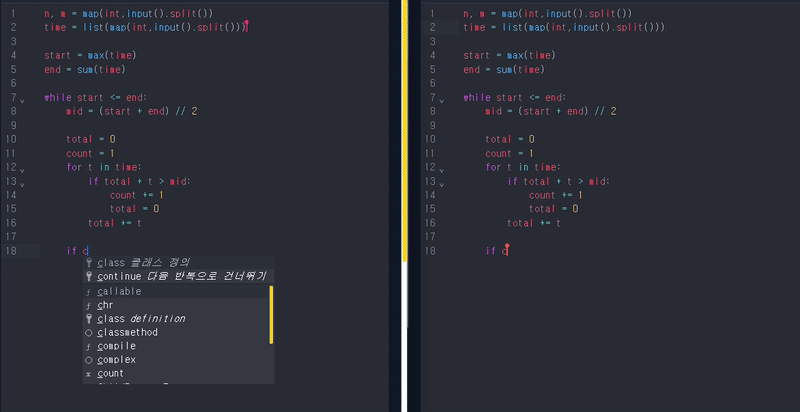 1 n, m = map(int,input().split())
2 time = list(map(int,input().split()))
3
4 start = max(time)
5 end = sum(time)
6
7 while start <= end:
8 mid = (start + end) // 2
9
10 total = 0
11 count = 1
12 for t in time:
13 if total + t > mid:
14 count += 1
15 total = 0
16 total += t
17
18 if c
class 클래스 정의
continue 다음 반복으로 건너뛰기
callable
chr
class definition
classmethod
compile
complex
count
1 n, m = map(int,input().split())
2 time = list(map(int,input().split()))
3
4 start = max(time)
5 end = sum(time)
6
7 while start <= end:
8 mid = (start + end) // 2
9
10 total = 0
11 count = 1
12 for t in time:
13 if total + t > mid:
14 count += 1
15 total = 0
16 total += t
17
18 if c